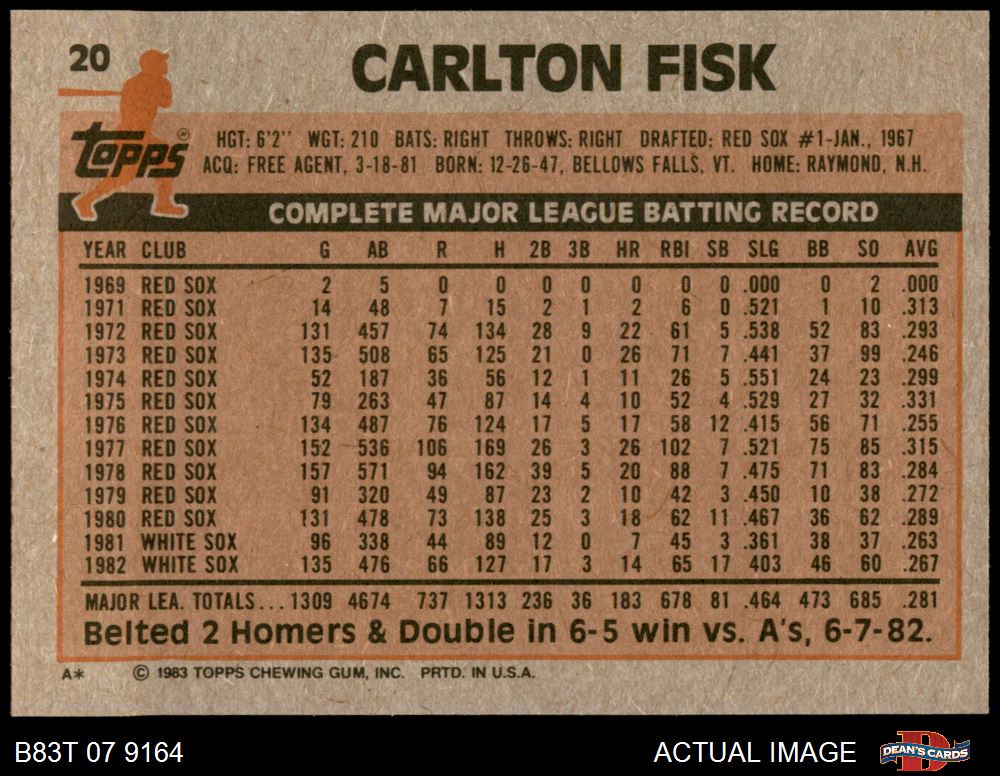 20
CARLTON FISK
Topps®
HGT: 6'2'' WGT: 210 BATS: RIGHT THROWS: RIGHT DRAFTED: RED SOX #1-JAN., 1967
ACQ: FREE AGENT, 3-18-81 BORN: 12-26-47, BELLOWS FALLS, VT. HOME: RAYMOND, N.H.
COMPLETE MAJOR LEAGUE BATTING RECORD
YEAR CLUB G AB R H 2B 3B HR RBI SB SLG BB SO AVG
1969 RED SOX 2 5 0 0 0 0 0 0 0 .000 0 2 .000
1971 RED SOX 14 48 7 15 2 1 2 6 0 .521 1 10 .313
1972 RED SOX 131 457 74 134 28 9 22 61 5 .538 52 83 .293
1973 RED SOX 135 508 65 125 21 0 26 71 7 .441 37 99 .246
1974 RED SOX 52 187 36 56 12 1 11 26 5 .551 24 23 .299
1975 RED SOX 79 263 47 87 14 4 10 52 4 .529 27 32 .331
1976 RED SOX 134 487 76 124 17 5 17 58 12 .415 56 71 .255
1977 RED SOX 152 536 106 169 26 3 26 102 7 .521 75 85 .315
1978 RED SOX 157 571 94 162 39 5 20 88 7 .475 71 83 .284
1979 RED SOX 91 320 49 87 23 2 10 42 3 .450 10 38 .272
1980 RED SOX 131 478 73 138 25 3 18 62 11 .467 36 62 .289
1981 WHITE SOX 96 338 44 89 12 0 7 45 3 .361 38 37 .263
1982 WHITE SOX 135 476 66 127 17 3 14 65 17 .403 46 60 .267
MAJOR LEA. TOTALS... 1309 4674 737 1313 236 36 183 678 81 .464 473 685 .281
Belted 2 Homers & Double in 6-5 win vs. A's, 6-7-82.
A* © 1983 TOPPS CHEWING GUM, INC. PRTD. IN U.S.A.
B83T 07 9164
ACTUAL IMAGE
DEAN'S CARDS